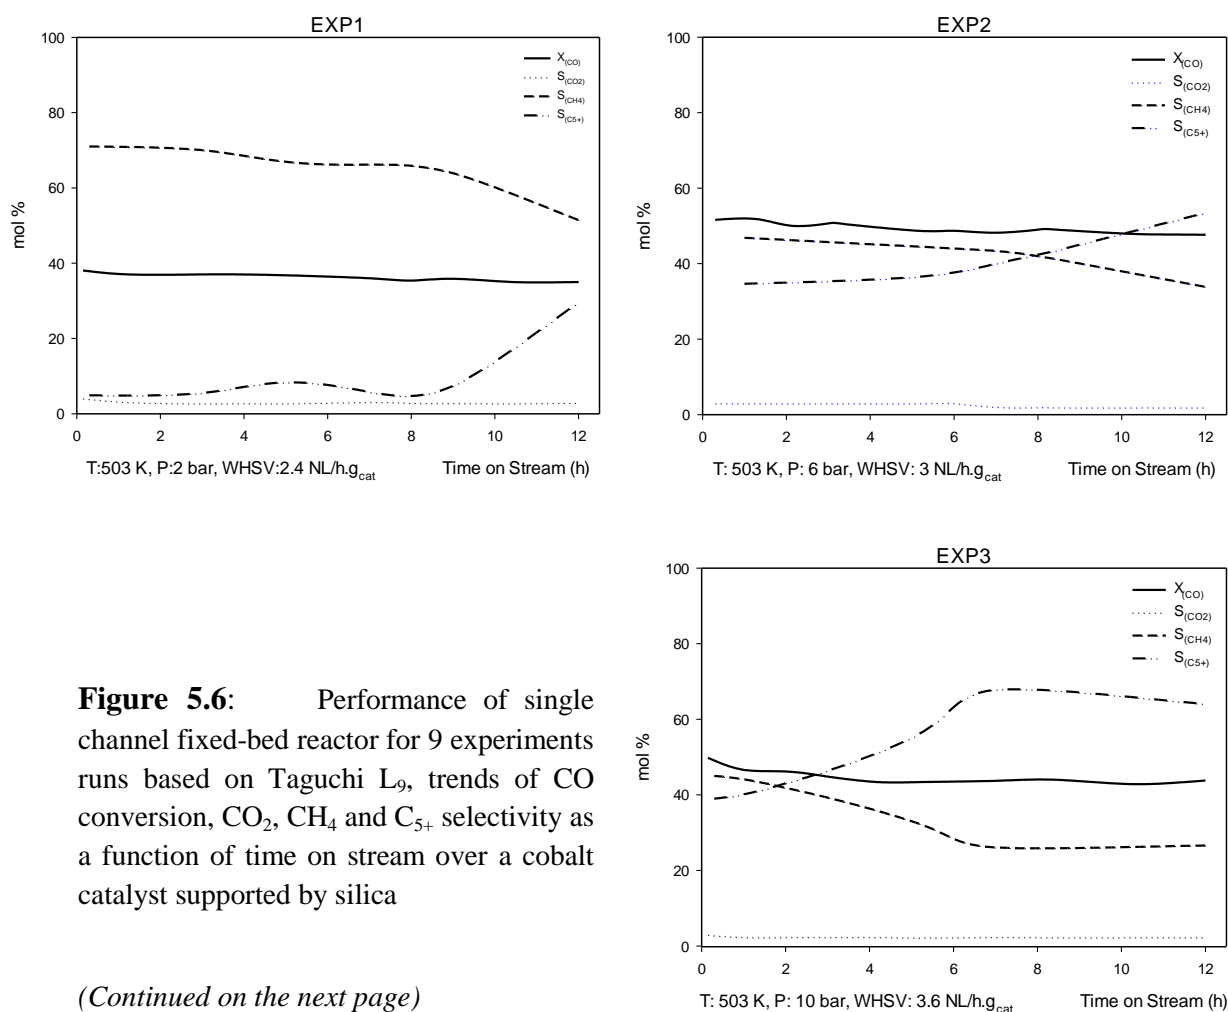 EXP1
100
80
60
40
20
0
mol %
X(CO)
S(CO2)
S(CH4)
S(C5+)
0 2 4 6 8 10 12
T:503 K, P:2 bar, WHSV:2.4 NL/h.gcat Time on Stream (h)
EXP2
100
80
60
40
20
0
mol %
X(CO)
S(CO2)
S(CH4)
S(C5+)
0 2 4 6 8 10 12
T: 503 K, P: 6 bar, WHSV: 3 NL/h.gcat Time on Stream (h)
Figure 5.6: Performance of single
channel fixed-bed reactor for 9 experiments
runs based on Taguchi L9, trends of CO
conversion, CO2, CH4 and C5+ selectivity as
a function of time on stream over a cobalt
catalyst supported by silica
(Continued on the next page)
EXP3
100
80
60
40
20
0
mol %
X(CO)
S(CO2)
S(CH4)
S(C5+)
0 2 4 6 8 10 12
T: 503 K, P: 10 bar, WHSV: 3.6 NL/h.gcat Time on Stream (h)